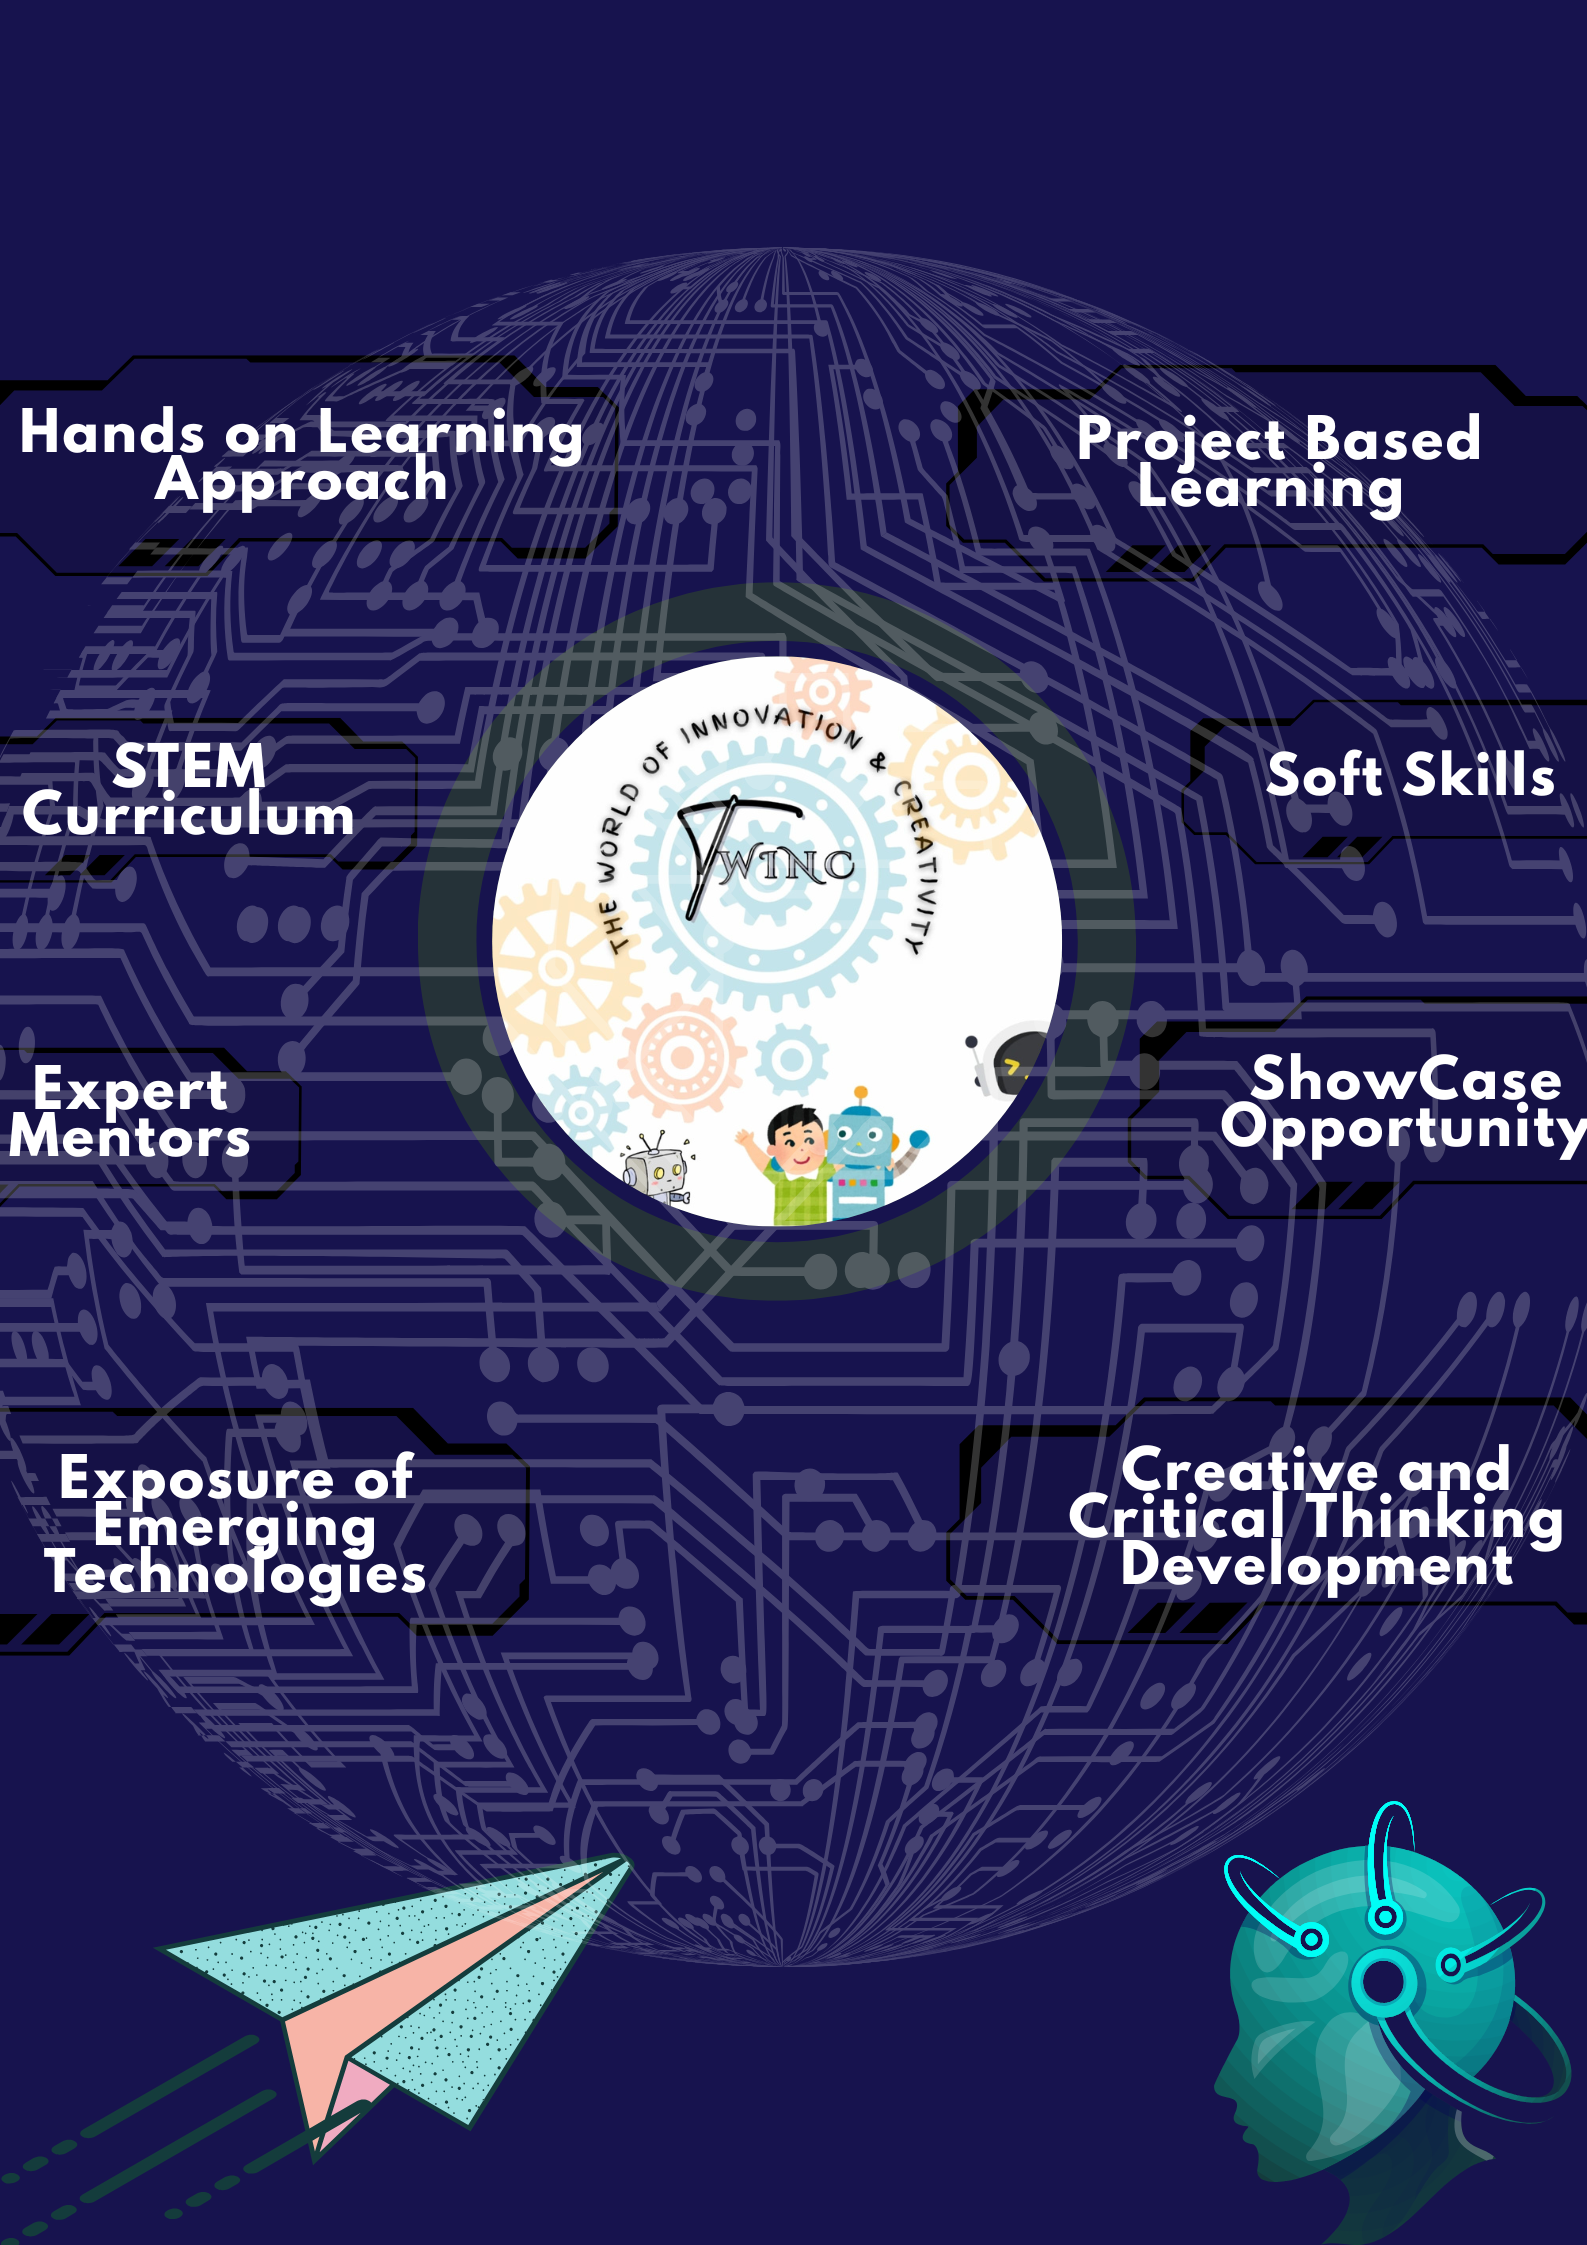 Hands on Learning
Approach
Project Based
Learning
THE WORLD OF INNOVATION & CREATIVITY
TWINC
STEM
Curriculum
Soft Skills
Expert
Mentors
ShowCase
Opportunity
Exposure of
Emerging
Technologies
Creative and
Critical Thinking
Development